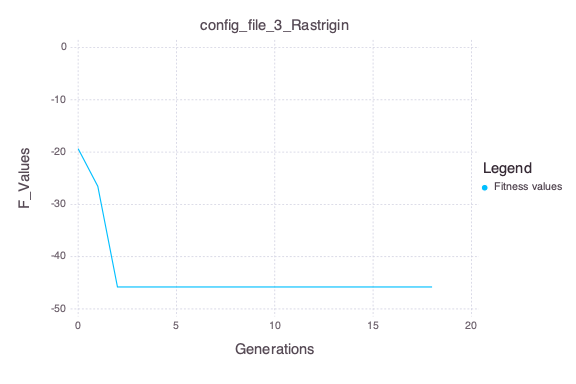 config_file_3_Rastrigin
0
-10
-20
-30
-40
-50
F_Values
0
5
10
15
20
Generations
Legend
Fitness values